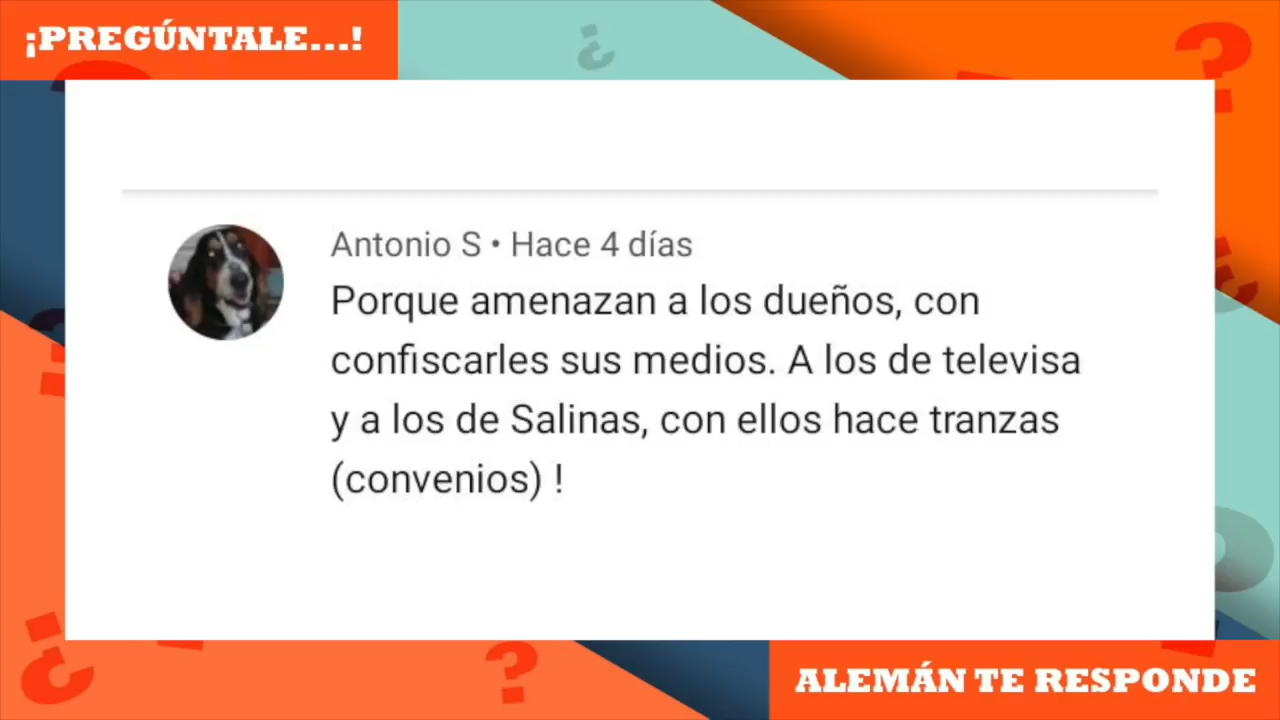 ¡PREGÚNTALE...!
Antonio S • Hace 4 días
Porque amenazan a los dueños, con
confiscarles sus medios. A los de televisa
y a los de Salinas, con ellos hace tranzas
(convenios) !
ALEMÁN TE RESPONDE